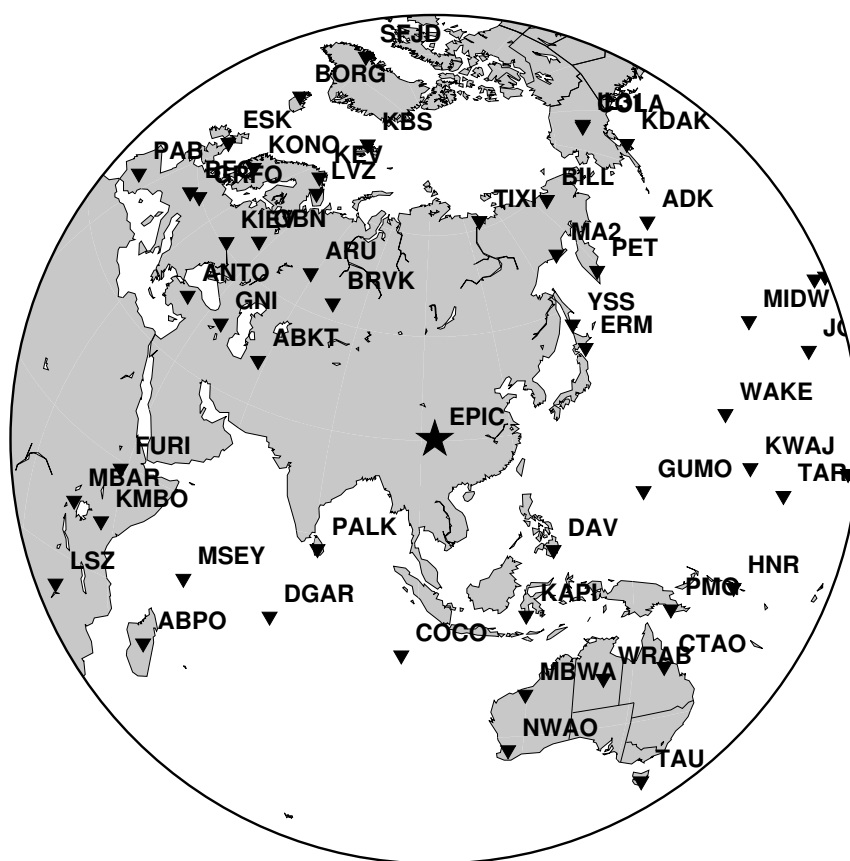 SFJD
BORG
KBS
COLA
KDAK
ESK
KONO
KEV
PAB
LVZ
BILL
TIXI
ADK
KIEV
OBN
MA2
PET
ARU
ANTO
BRVK
GNI
MIDW
YSS
ERM
ABKT
WAKE
EPIC
FURI
KWAJ
GUMO
TAR
MBAR
KMBO
PALK
DAV
LSZ
MSEY
HNR
DGAR
KAPI
PMG
ABPO
COCO
CTAO
WRAB
MBWA
NWAO
TAU